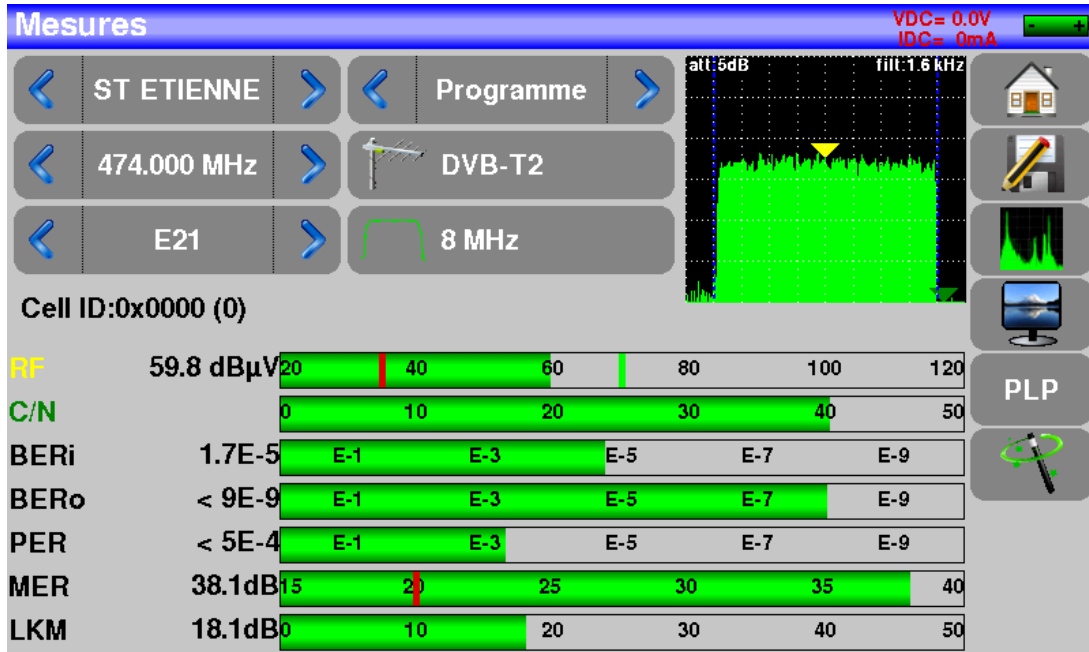 Mesures
VDC= 0.0V
IDC= 0mA
- +
ST ETIENNE
Programme
att:5dB
filt:1.6 kHz
474.000 MHz
DVB-T2
E21
8 MHz
Cell ID:0x0000 (0)
PLP
RF 59.8 dBµV 20 40 60 80 100 120
C/N 0 10 20 30 40 50
BERi 1.7E-5 E-1 E-3 E-5 E-7 E-9
BERo < 9E-9 E-1 E-3 E-5 E-7 E-9
PER < 5E-4 E-1 E-3 E-5 E-7 E-9
MER 38.1dB 15 20 25 30 35 40
LKM 18.1dB 0 10 20 30 40 50